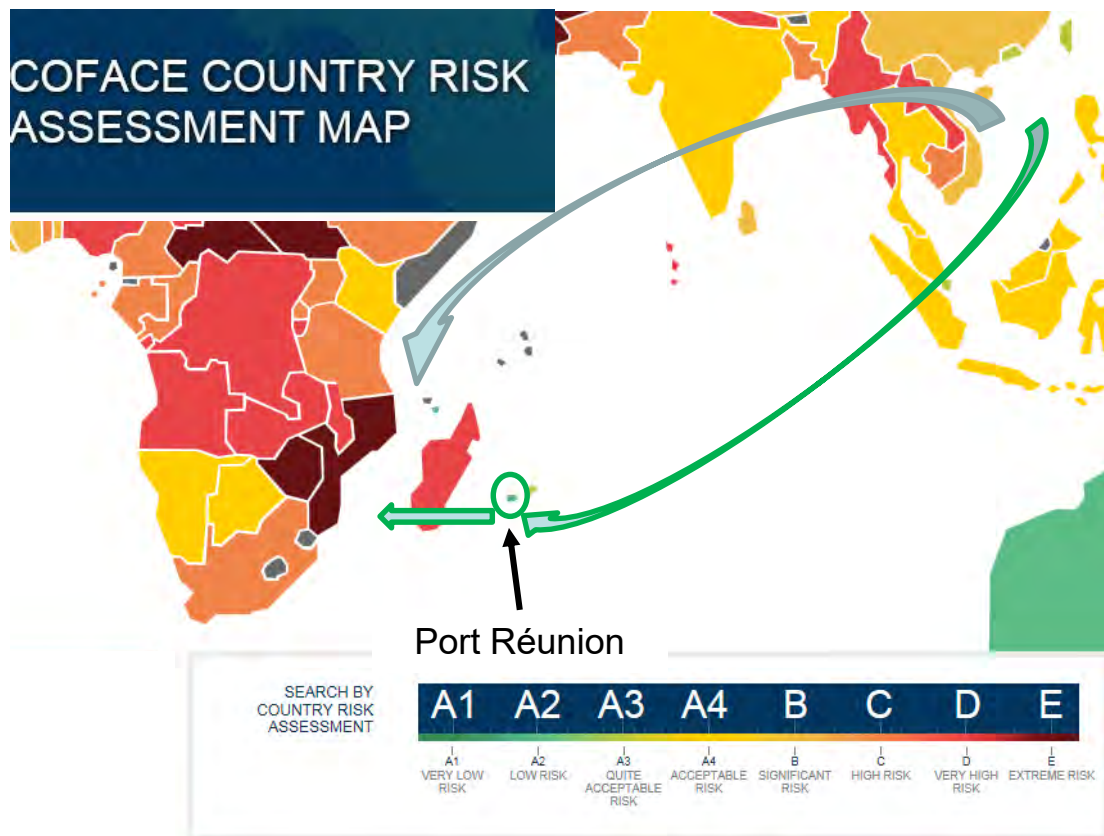 COFACE COUNTRY RISK
ASSESSMENT MAP
Port Réunion
SEARCH BY
COUNTRY RISK
ASSESSMENT
A1 A2 A3 A4 B C D E
A1 A2 A3 A4 B C D E
VERY LOW RISK LOW RISK QUITE ACCEPTABLE RISK ACCEPTABLE RISK SIGNIFICANT RISK HIGH RISK VERY HIGH RISK EXTREME RISK